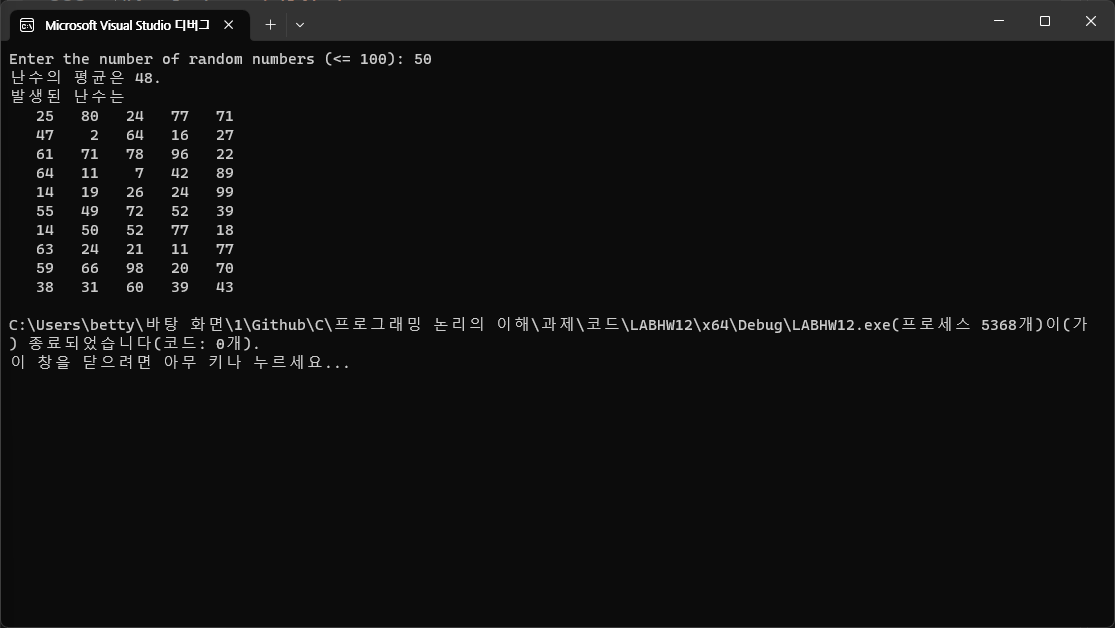 Microsoft Visual Studio 디버그
Enter the number of random numbers (<= 100): 50
난수의 평균은 48.
발생된 난수는
25 80 24 77 71
47 2 64 16 27
61 71 78 96 22
64 11 7 42 89
14 19 26 24 99
55 49 72 52 39
14 50 52 77 18
63 24 21 11 77
59 66 98 20 70
38 31 60 39 43
C:\Users\betty\바탕 화면\1\Github\C\프로그래밍 논리의 이해\과제\코드\LABHW12\x64\Debug\LABHW12.exe(프로세스 5368개)이(가
) 종료되었습니다(코드: 0개).
이 창을 닫으려면 아무 키나 누르세요...